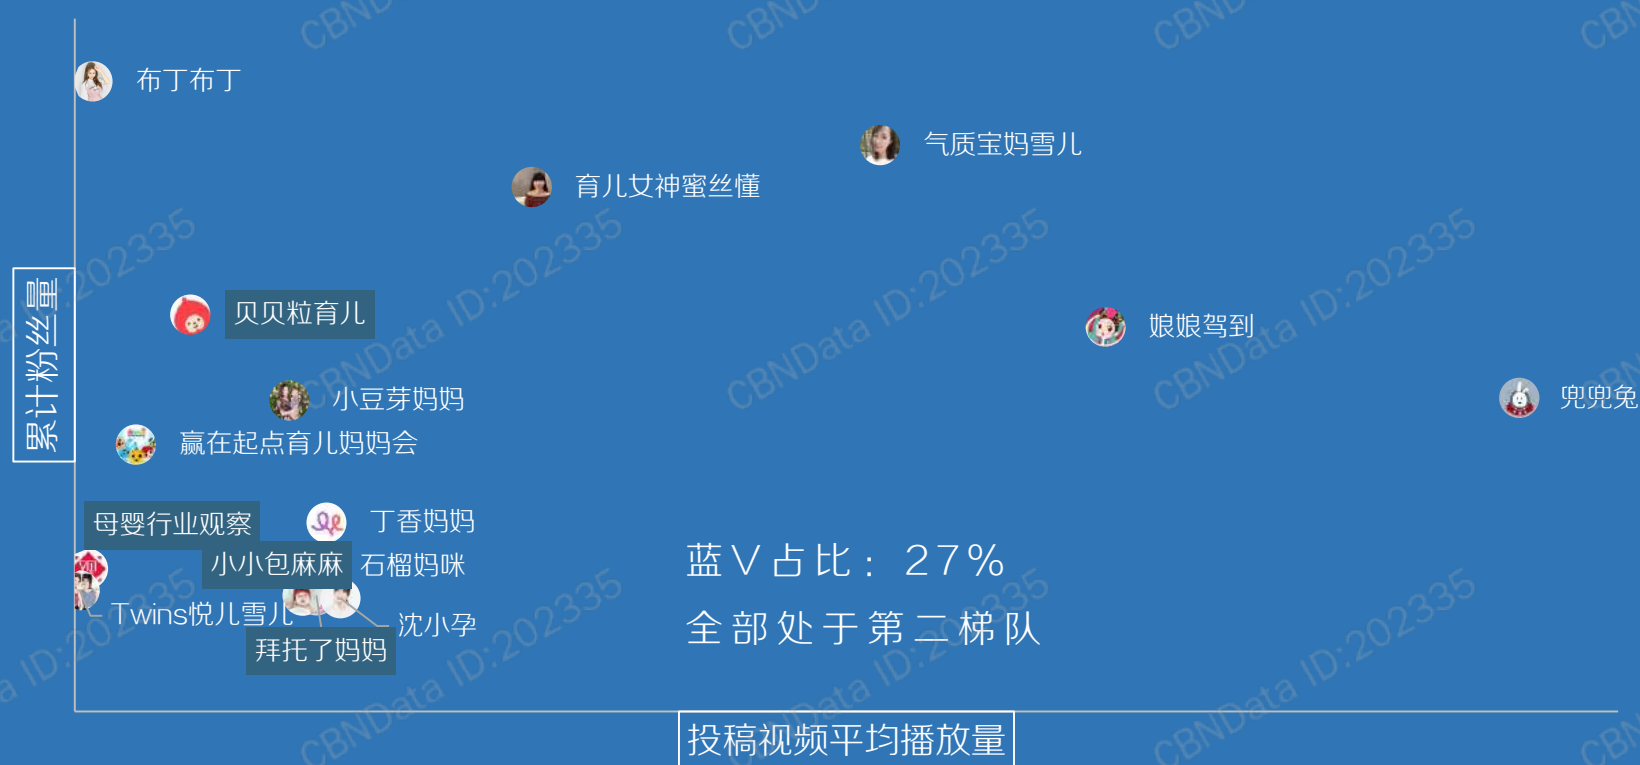 布丁布丁
气质宝妈雪儿
育儿女神蜜丝懂
贝贝粒育儿
娘娘驾到
小豆芽妈妈
兜兜兔
赢在起点育儿妈妈会
累计粉丝量
母婴行业观察
丁香妈妈
小小包麻麻
石榴妈咪
Twins悦儿雪儿
沈小孕
拜托了妈妈
蓝V占比：27%
全部处于第二梯队
投稿视频平均播放量
CBNData ID:202335